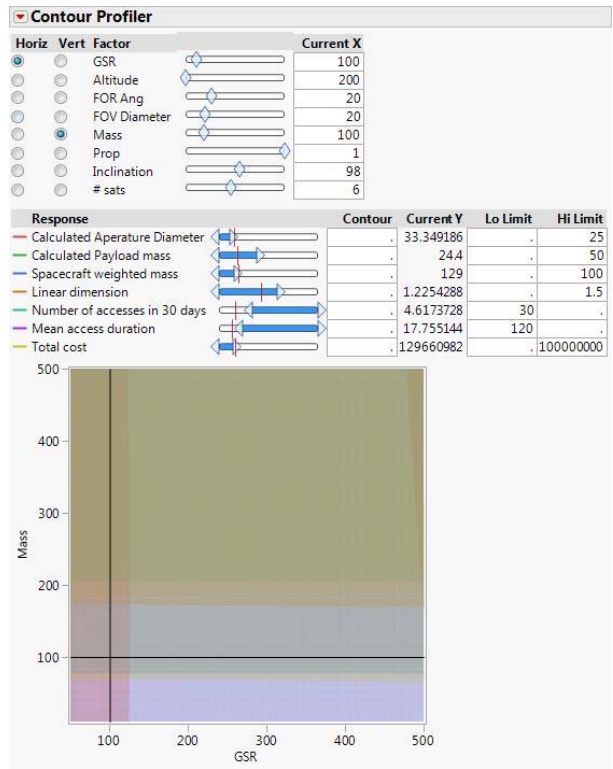 Contour Profiler
Horiz Vert Factor Current X
GSR 100
Altitude 200
FOR Ang 20
FOV Diameter 20
Mass 100
Prop 1
Inclination 98
# sats 6
Response Contour Current Y Lo Limit Hi Limit
Calculated Aperature Diameter . 33.349186 . 25
Calculated Payload mass . 24.4 . 50
Spacecraft weighted mass . 129 . 100
Linear dimension . 1.2254288 . 1.5
Number of accesses in 30 days . 4.6173728 30 .
Mean access duration . 17.755144 120 .
Total cost . 129660982 . 100000000
500
400
300
Mass
200
100
100 200 300 400 500
GSR